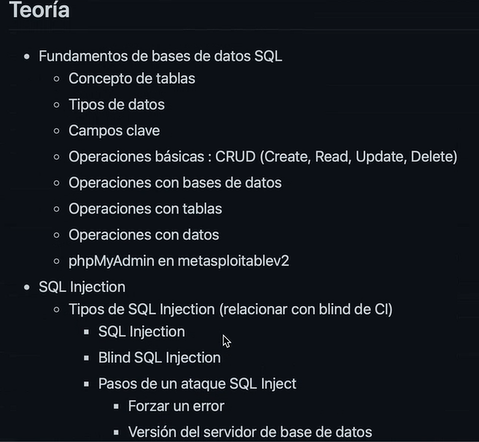 Teoría
Fundamentos de bases de datos SQL
Concepto de tablas
Tipos de datos
Campos clave
Operaciones básicas : CRUD (Create, Read, Update, Delete)
Operaciones con bases de datos
Operaciones con tablas
Operaciones con datos
phpMyAdmin en metasploitablev2
SQL Injection
Tipos de SQL Injection (relacionar con blind de CI)
SQL Injection
Blind SQL Injection
Pasos de un ataque SQL Inject
Forzar un error
Versión del servidor de base de datos